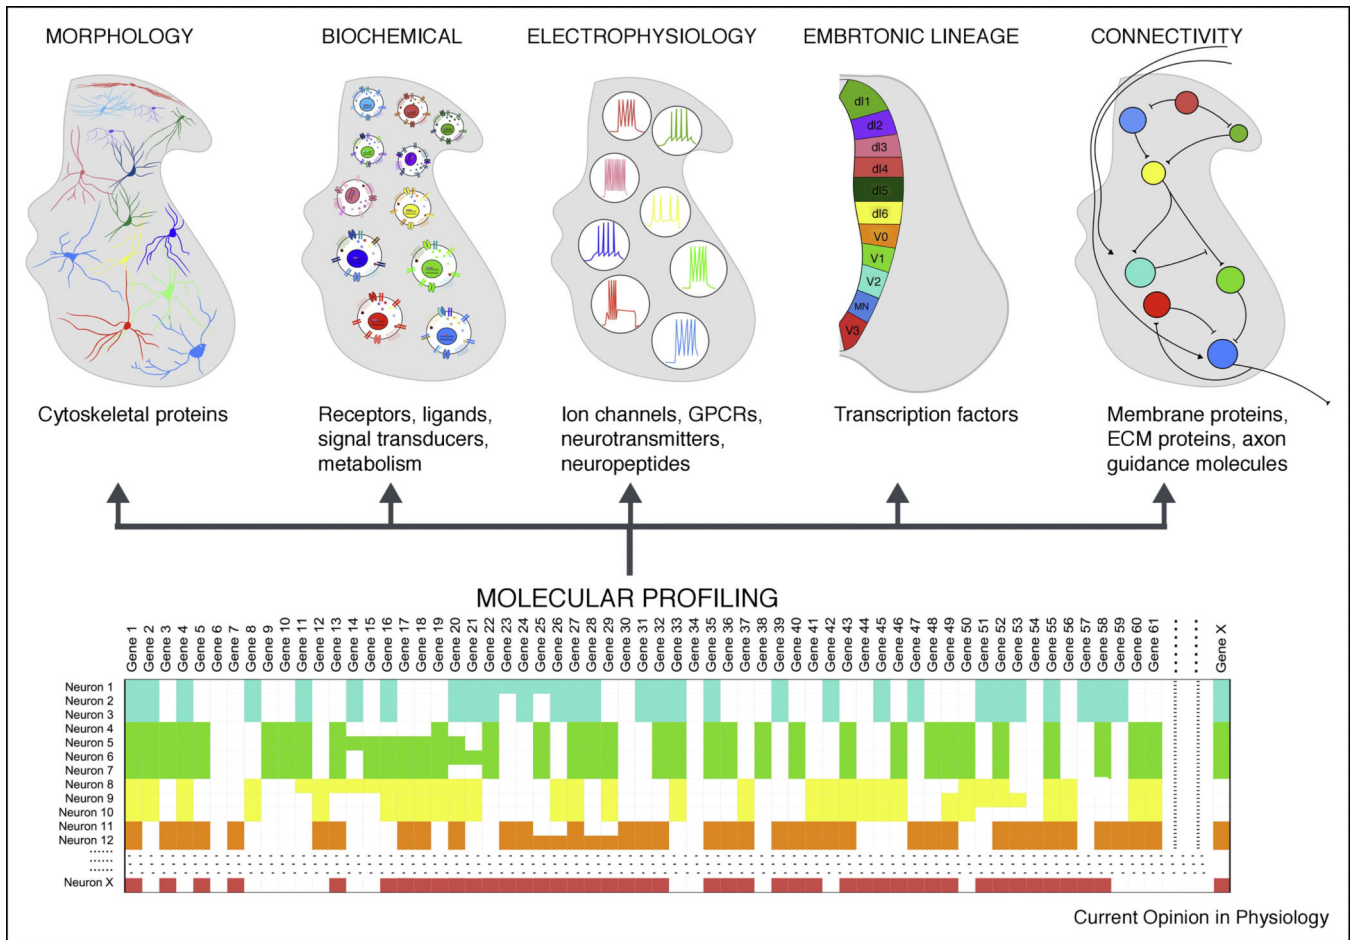 MORPHOLOGY
BIOCHEMICAL
ELECTROPHYSIOLOGY
EMBRTONIC LINEAGE
CONNECTIVITY
dI1
dI2
dI3
dI4
dI5
dI6
V0
V1
V2
MN
V3
Cytoskeletal proteins
Receptors, ligands,
signal transducers,
metabolism
Ion channels, GPCRs,
neurotransmitters,
neuropeptides
Transcription factors
Membrane proteins,
ECM proteins, axon
guidance molecules
MOLECULAR PROFILING
Gene 1
Gene 2
Gene 3
Gene 4
Gene 5
Gene 6
Gene 7
Gene 8
Gene 9
Gene 10
Gene 11
Gene 12
Gene 13
Gene 14
Gene 15
Gene 16
Gene 17
Gene 18
Gene 19
Gene 20
Gene 21
Gene 22
Gene 23
Gene 24
Gene 25
Gene 26
Gene 27
Gene 28
Gene 29
Gene 30
Gene 31
Gene 32
Gene 33
Gene 34
Gene 35
Gene 36
Gene 37
Gene 38
Gene 39
Gene 40
Gene 41
Gene 42
Gene 43
Gene 44
Gene 45
Gene 46
Gene 47
Gene 48
Gene 49
Gene 50
Gene 51
Gene 52
Gene 53
Gene 54
Gene 55
Gene 56
Gene 57
Gene 58
Gene 59
Gene 60
Gene 61
Gene X
Neuron 1
Neuron 2
Neuron 3
Neuron 4
Neuron 5
Neuron 6
Neuron 7
Neuron 8
Neuron 9
Neuron 10
Neuron 11
Neuron 12
Neuron X
Current Opinion in Physiology